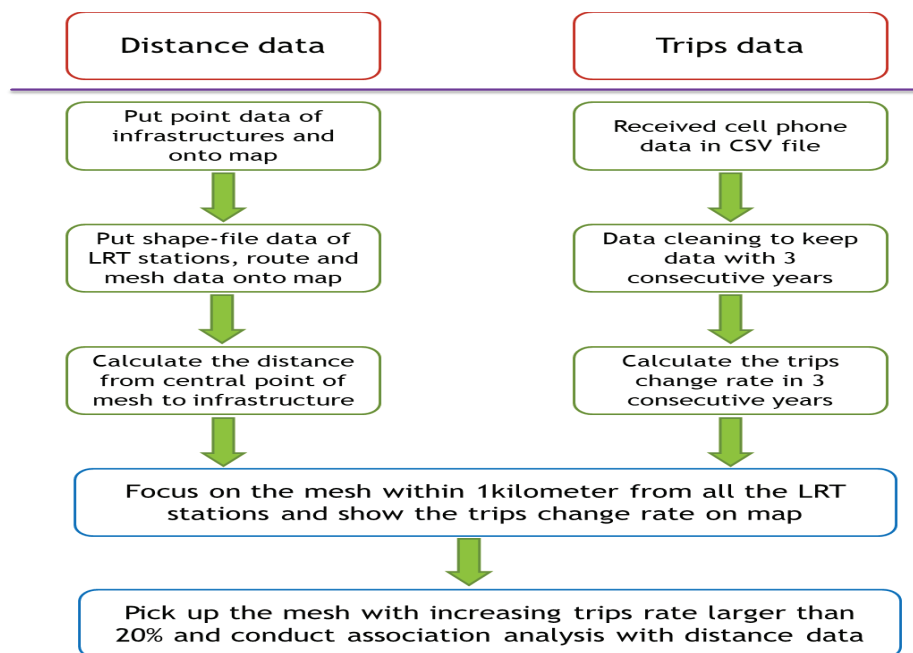 Distance data
Trips data
Put point data of
infrastructures and
onto map
Received cell phone
data in CSV file
Put shape-file data of
LRT stations, route and
mesh data onto map
Data cleaning to keep
data with 3
consecutive years
Calculate the distance
from central point of
mesh to infrastructure
Calculate the trips
change rate in 3
consecutive years
Focus on the mesh within 1kilometer from all the LRT
stations and show the trips change rate on map
Pick up the mesh with increasing trips rate larger than
20% and conduct association analysis with distance data